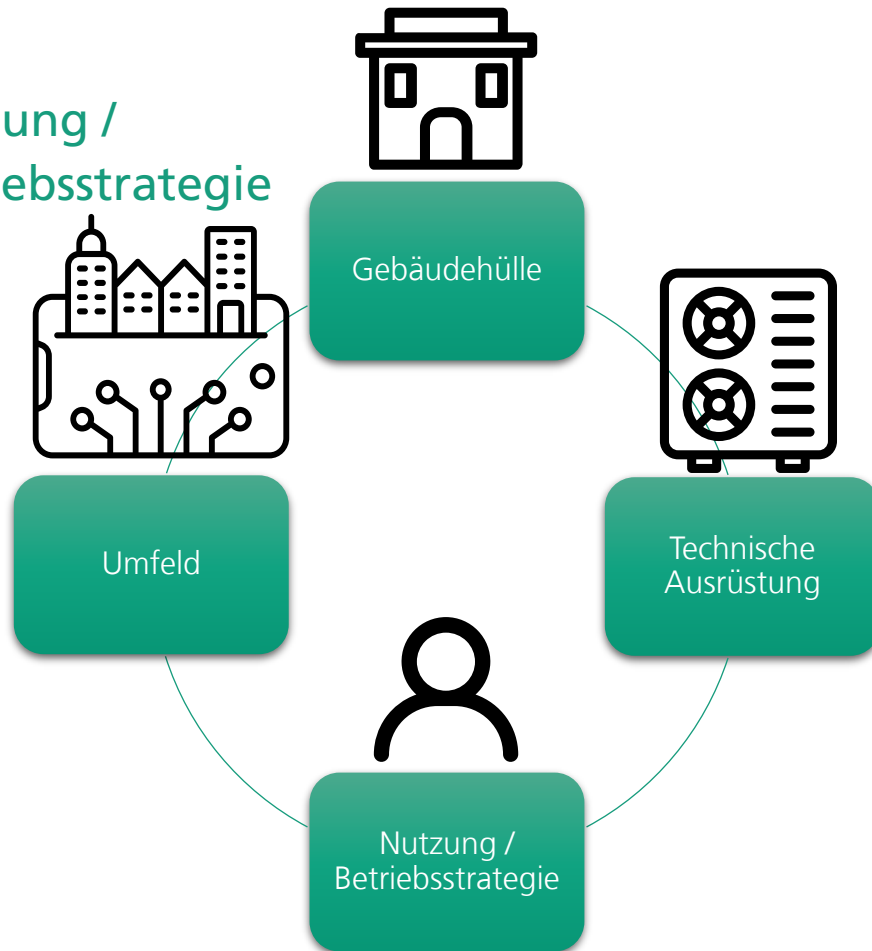 ung /
ebsstrategie
Gebäudehülle
Umfeld
Technische
Ausrüstung
Nutzung /
Betriebsstrategie